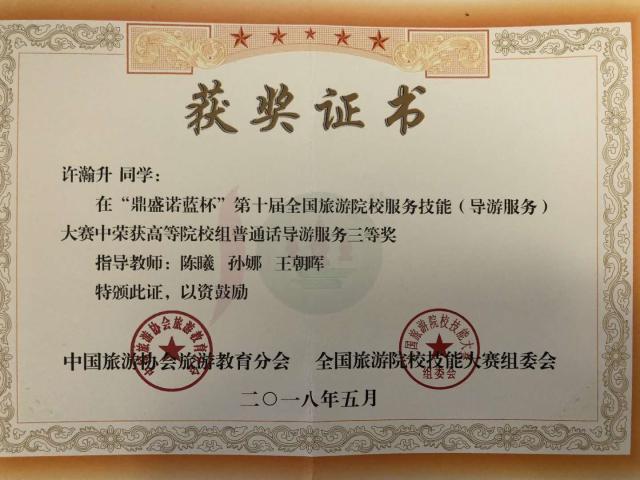 获奖证书
许瀚升 同学：
在“鼎盛诺蓝杯”第十届全国旅游院校服务技能（导游服务）
大赛中荣获高等院校组普通话导游服务三等奖
指导教师：陈曦 孙娜 王朝晖
特颁此证，以资鼓励
中国旅游协会旅游教育分会 全国旅游院校技能大赛组委会
二〇一八年五月